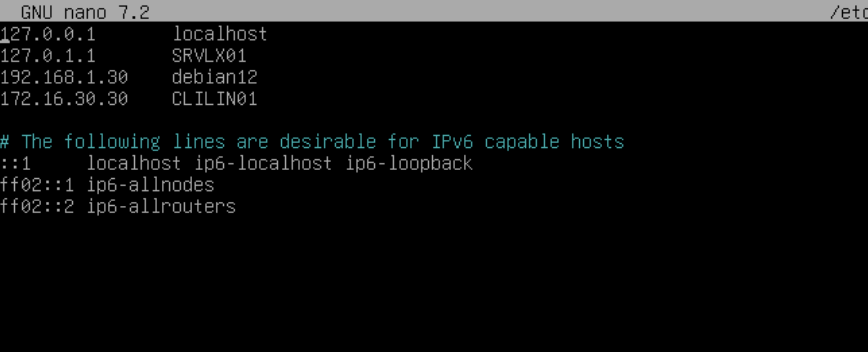 GNU nano 7.2 /etc
127.0.0.1 localhost
127.0.1.1 SRVLX01
192.168.1.30 debian12
172.16.30.30 CLILIN01
# The following lines are desirable for IPv6 capable hosts
::1 localhost ip6-localhost ip6-loopback
ff02::1 ip6-allnodes
ff02::2 ip6-allrouters